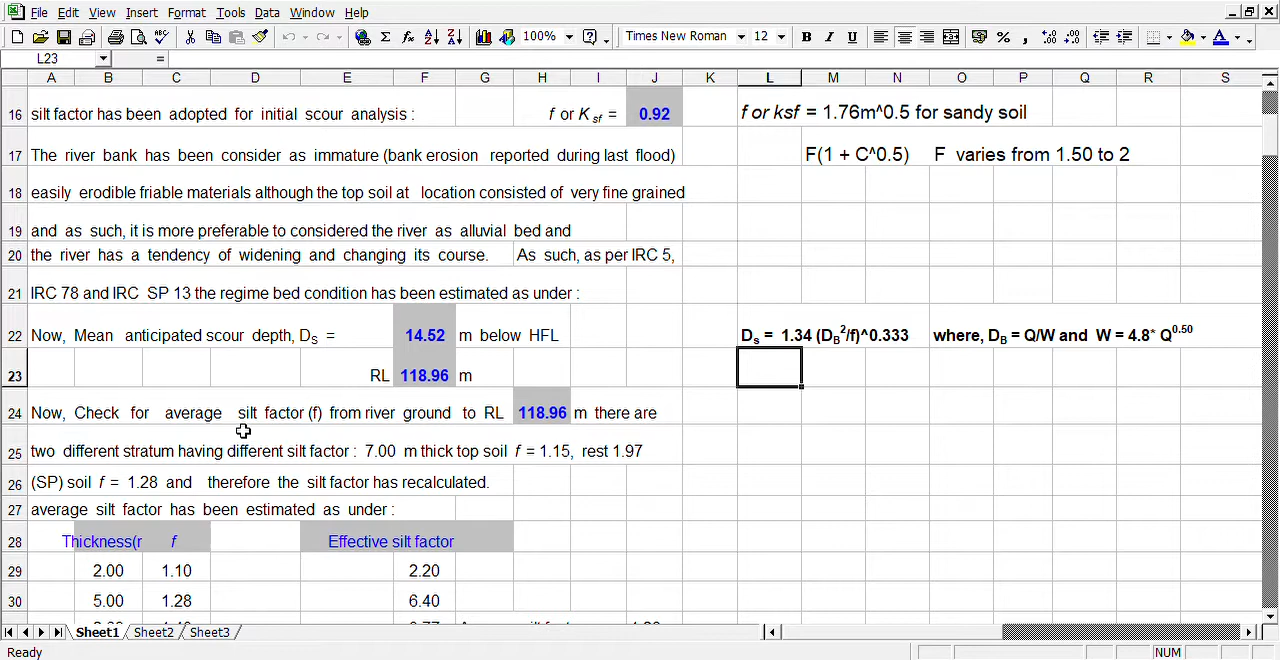 File Edit View Insert Format Tools Data Window Help
100% Times New Roman 12 B I U
L23 =
A B C D E F G H I J K L M N O P Q R S
16 silt factor has been adopted for initial scour analysis : f or K sf = 0.92 f or ksf = 1.76m^0.5 for sandy soil
17 The river bank has been consider as immature (bank erosion reported during last flood) F(1 + C^0.5) F varies from 1.50 to 2
18 easily erodible friable materials although the top soil at location consisted of very fine grained
19 and as such, it is more preferable to considered the river as alluvial bed and
20 the river has a tendency of widening and changing its course. As such, as per IRC 5,
21 IRC 78 and IRC SP 13 the regime bed condition has been estimated as under :
22 Now, Mean anticipated scour depth, DS = 14.52 m below HFL Ds = 1.34 (DB2/f)^0.333 where, DB = Q/W and W = 4.8* Q0.50
23 RL 118.96 m
24 Now, Check for average silt factor (f) from river ground to RL 118.96 m there are
25 two different stratum having different silt factor : 7.00 m thick top soil f = 1.15, rest 1.97
26 (SP) soil f = 1.28 and therefore the silt factor has recalculated.
27 average silt factor has been estimated as under :
28 Thickness(r f Effective silt factor
29 2.00 1.10 2.20
30 5.00 1.28 6.40
Sheet1 Sheet2 Sheet3
Ready NUM